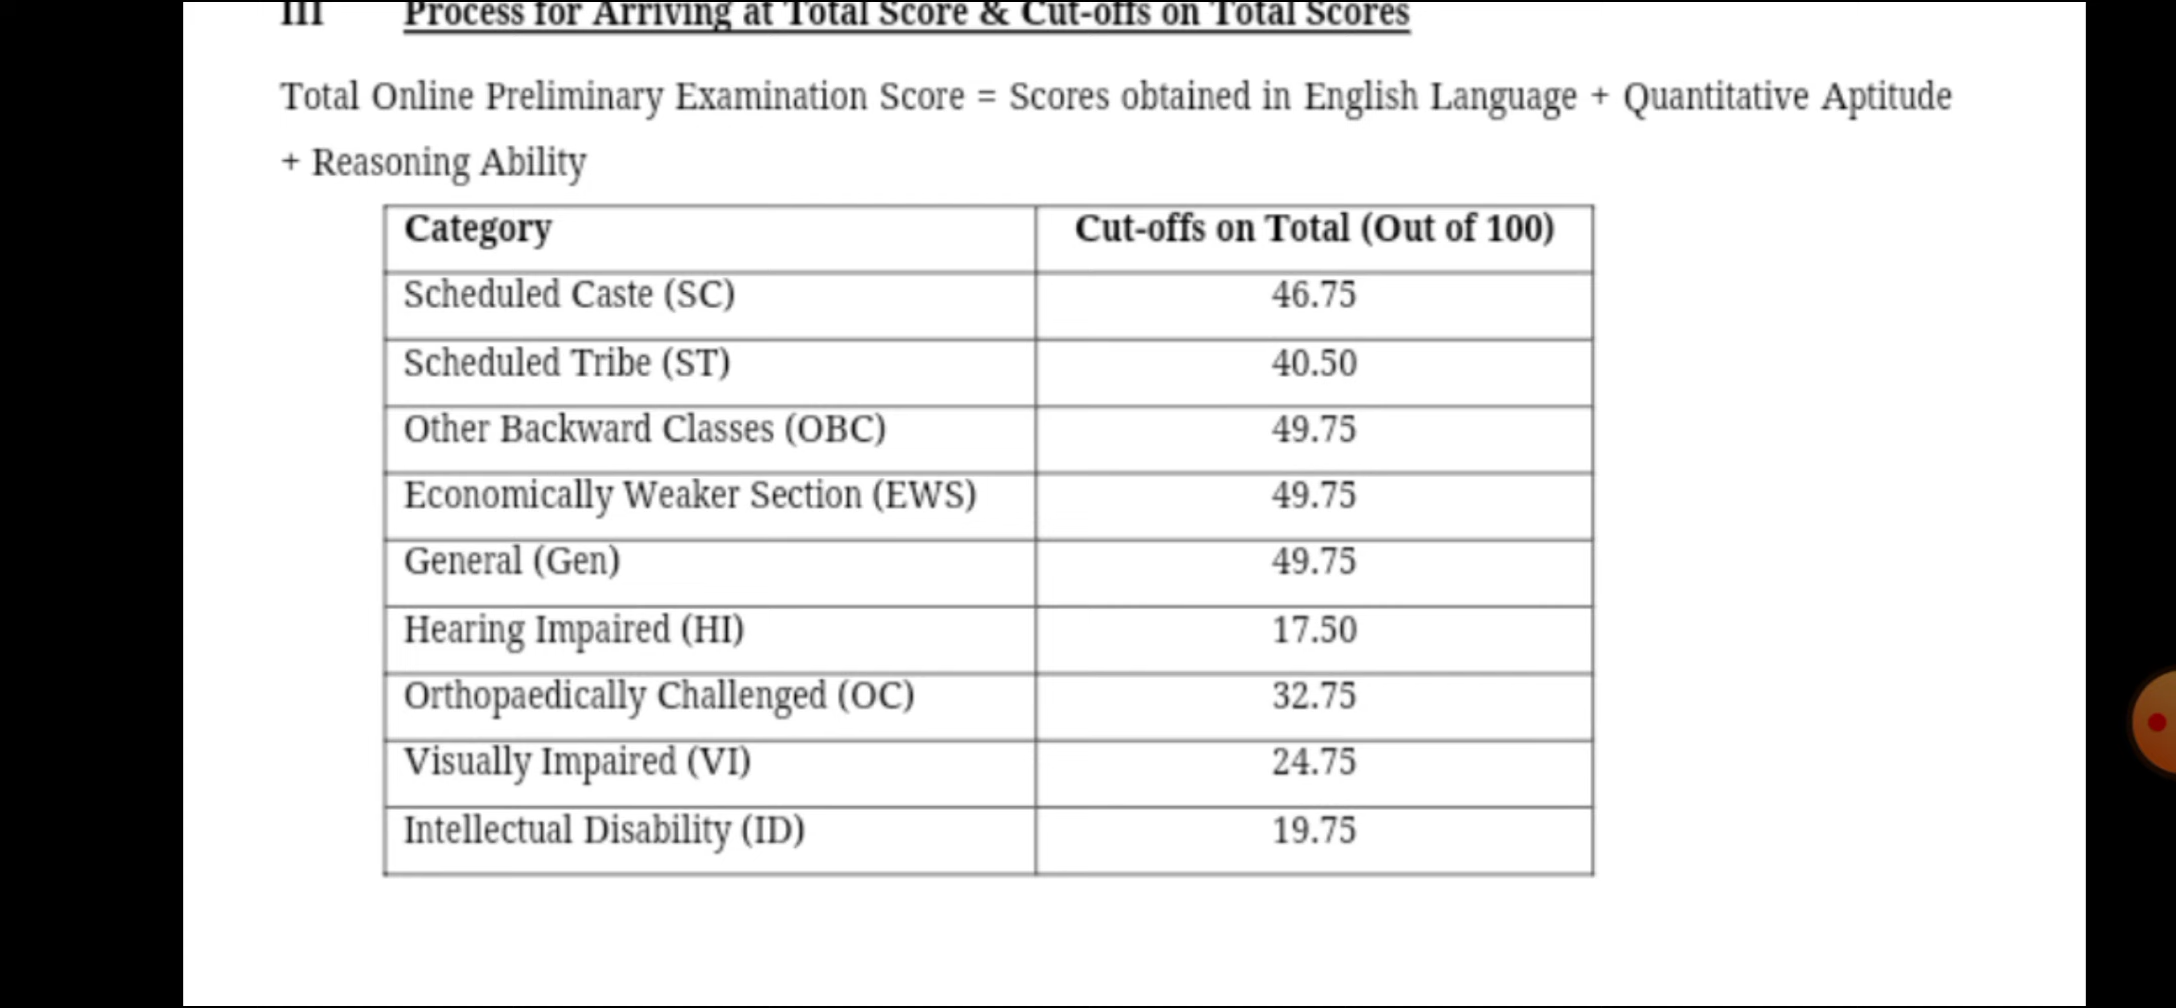 III Process for Arriving at Total Score & Cut-offs on Total Scores
Total Online Preliminary Examination Score = Scores obtained in English Language + Quantitative Aptitude
+ Reasoning Ability
Category Cut-offs on Total (Out of 100)
Scheduled Caste (SC) 46.75
Scheduled Tribe (ST) 40.50
Other Backward Classes (OBC) 49.75
Economically Weaker Section (EWS) 49.75
General (Gen) 49.75
Hearing Impaired (HI) 17.50
Orthopaedically Challenged (OC) 32.75
Visually Impaired (VI) 24.75
Intellectual Disability (ID) 19.75